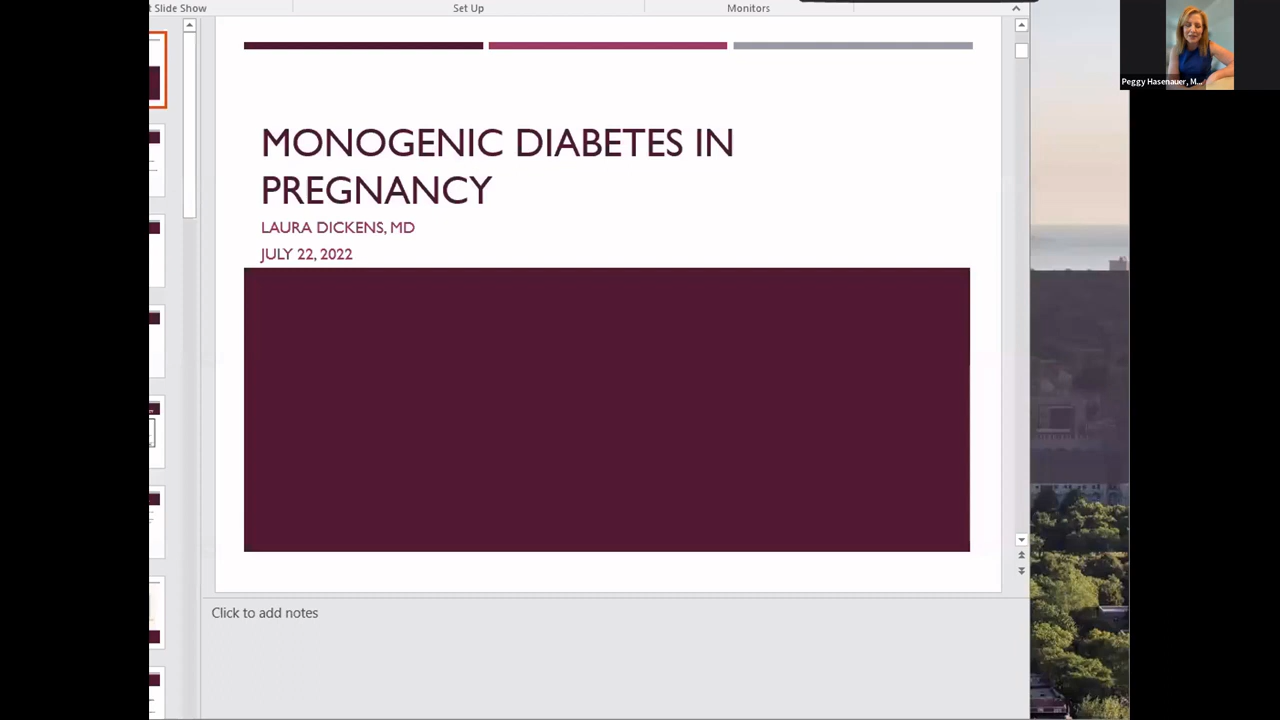 t Slide Show
Set Up
Monitors
Peggy Hasenauer, M...
MONOGENIC DIABETES IN
PREGNANCY
LAURA DICKENS, MD
JULY 22, 2022
Click to add notes